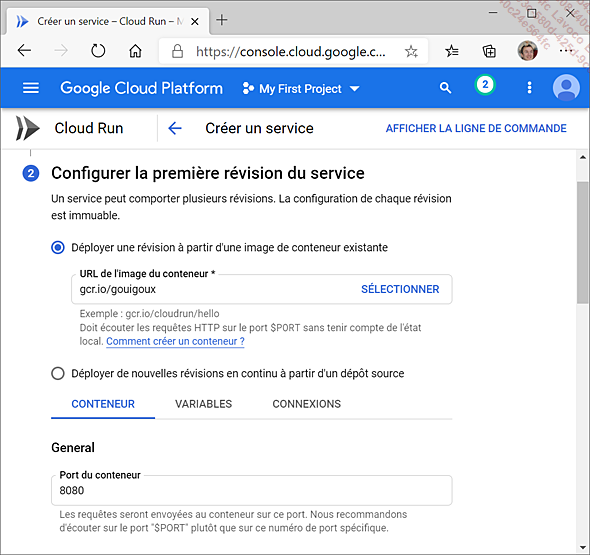 Créer un service – Cloud Run – M
https://console.cloud.google.c...
Google Cloud Platform
My First Project
2
Cloud Run
Créer un service
AFFICHER LA LIGNE DE COMMANDE
2
Configurer la première révision du service
Un service peut comporter plusieurs révisions. La configuration de chaque révision
est immuable.
Déployer une révision à partir d'une image de conteneur existante
URL de l'image du conteneur *
gcr.io/gouigoux
SÉLECTIONNER
Exemple : gcr.io/cloudrun/hello
Doit écouter les requêtes HTTP sur le port $PORT sans tenir compte de l'état
local. Comment créer un conteneur ?
Déployer de nouvelles révisions en continu à partir d'un dépôt source
CONTENEUR
VARIABLES
CONNEXIONS
General
Port du conteneur
8080
Les requêtes seront envoyées au conteneur sur ce port. Nous recommandons
d'écouter sur le port "$PORT" plutôt que sur ce numéro de port spécifique.